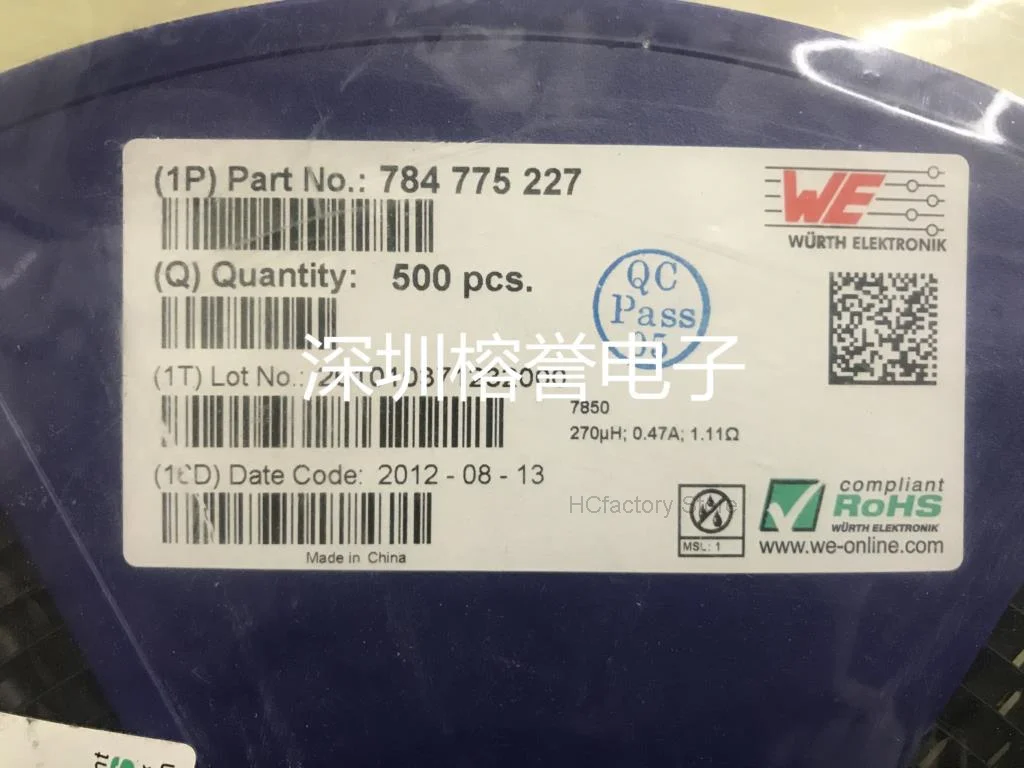 (1P) Part No.: 784 775 227
WE
WÜRTH ELEKTRONIK
(Q) Quantity: 500 pcs.
QC
Pass
05
深圳榕誉电子
(1T) Lot No.:
7850
270µH; 0.47A; 1.11Ω
Date Code: 2012 - 08 - 13
HCfactory Store
MSL: 1
compliant
RoHS
WÜRTH ELEKTRONIK
www.we-online.com
Made in China